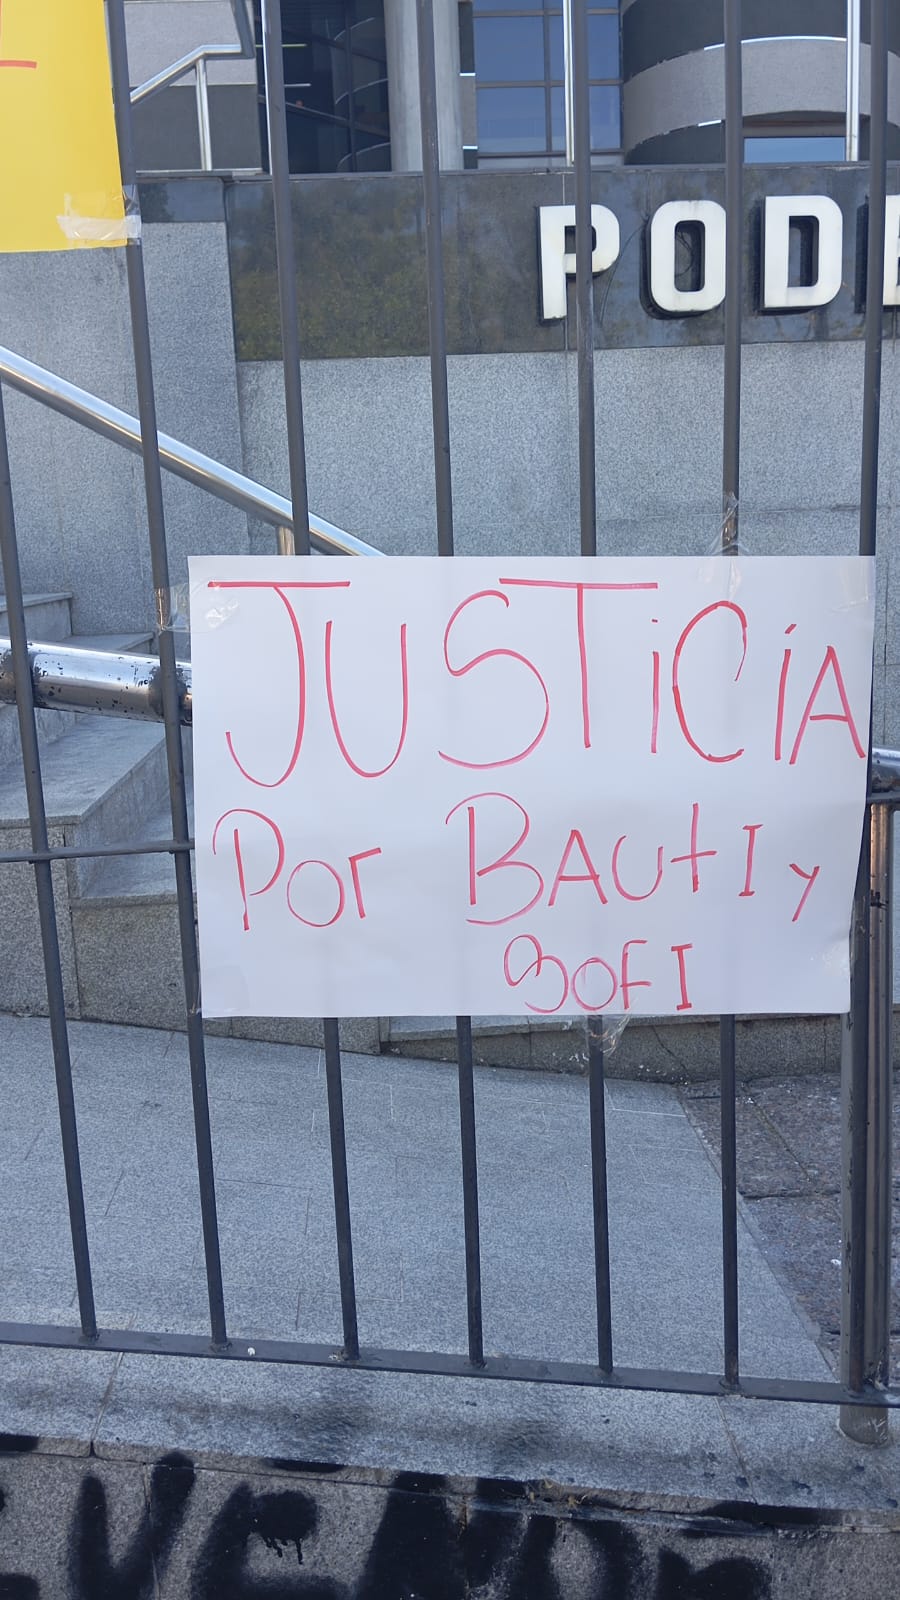 PODE
JUSTiCiA
Por BAutI y
SOFI